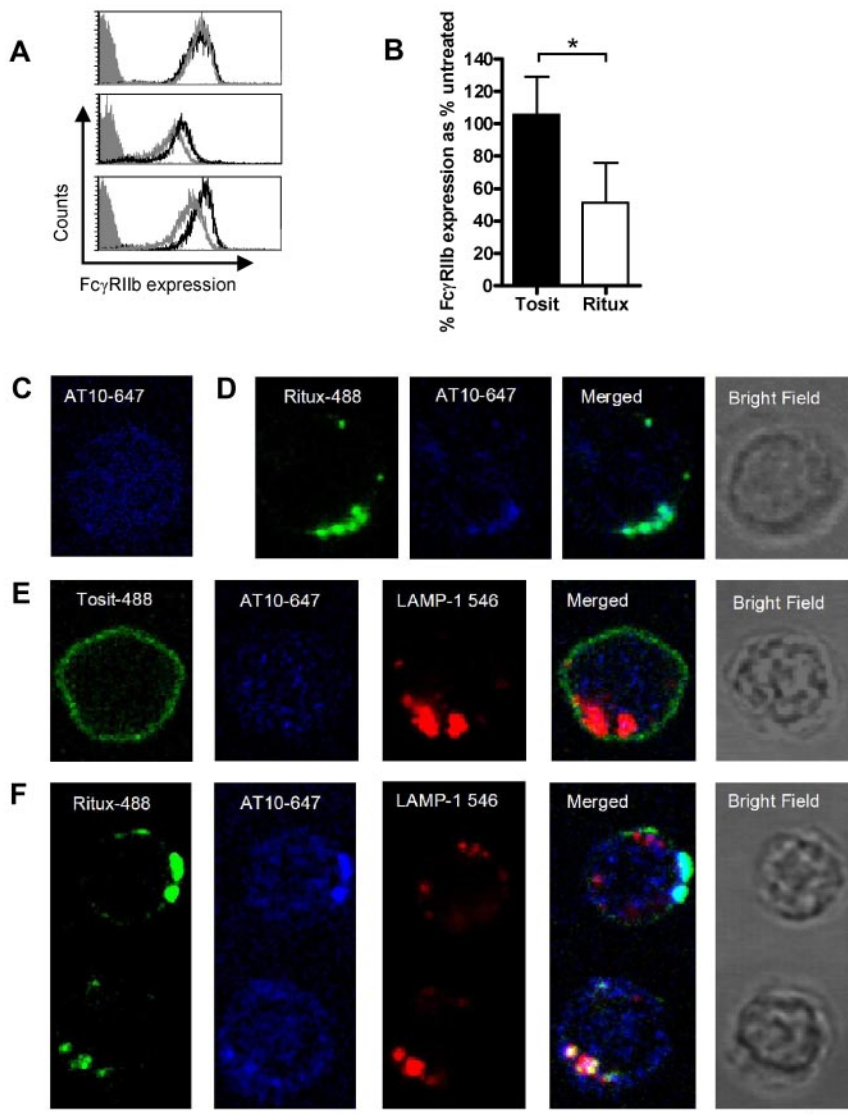 A
Counts
FcγRIIb expression
B
% FcγRIIb expression as % untreated
140
120
100
80
60
40
20
0
*
Tosit Ritux
C
AT10-647
D
Ritux-488 AT10-647 Merged Bright Field
E
Tosit-488 AT10-647 LAMP-1 546 Merged Bright Field
F
Ritux-488 AT10-647 LAMP-1 546 Merged Bright Field